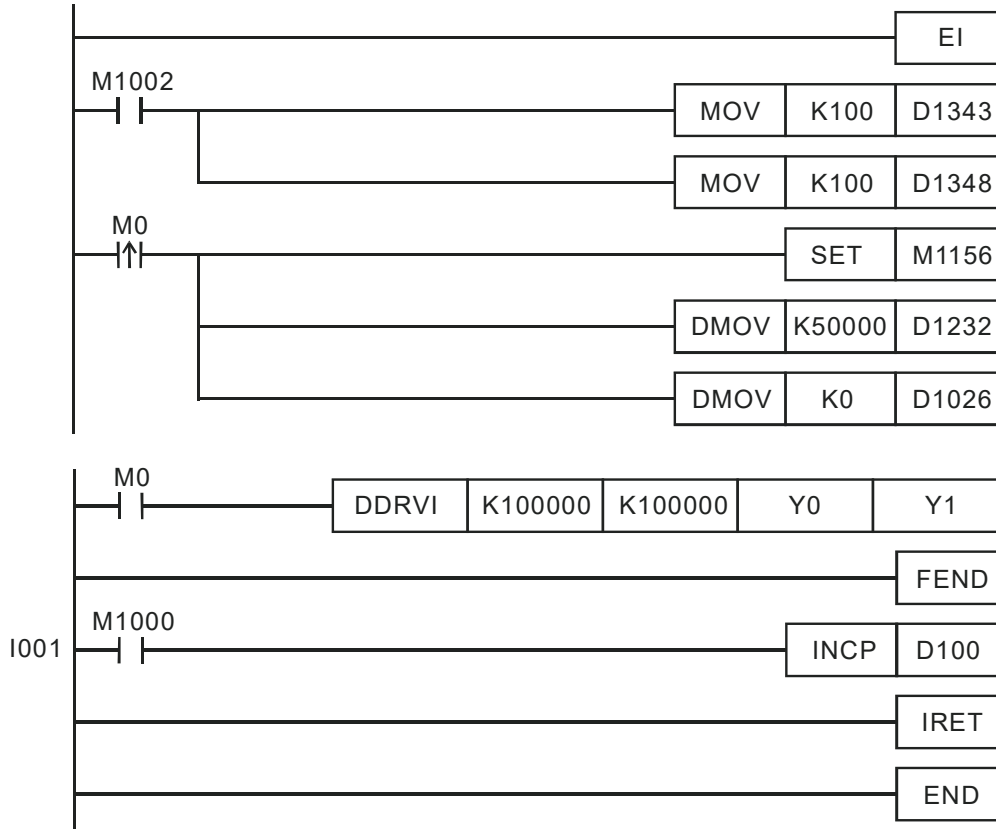 EI
M1002
MOV K100 D1343
MOV K100 D1348
M0
SET M1156
DMOV K50000 D1232
DMOV K0 D1026
M0
DDRVI K100000 K100000 Y0 Y1
FEND
M1000
I001 INCP D100
IRET
END